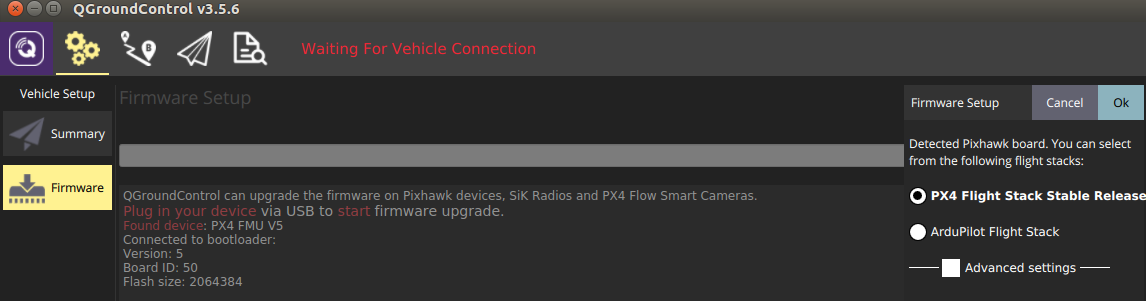 QGroundControl v3.5.6
Waiting For Vehicle Connection
Vehicle Setup
Summary
Firmware
Firmware Setup
QGroundControl can upgrade the firmware on Pixhawk devices, SiK Radios and PX4 Flow Smart Cameras.
Plug in your device via USB to start firmware upgrade.
Found device: PX4 FMU V5
Connected to bootloader:
Version: 5
Board ID: 50
Flash size: 2064384
Firmware Setup Cancel Ok
Detected Pixhawk board. You can select
from the following flight stacks:
PX4 Flight Stack Stable Release
ArduPilot Flight Stack
Advanced settings